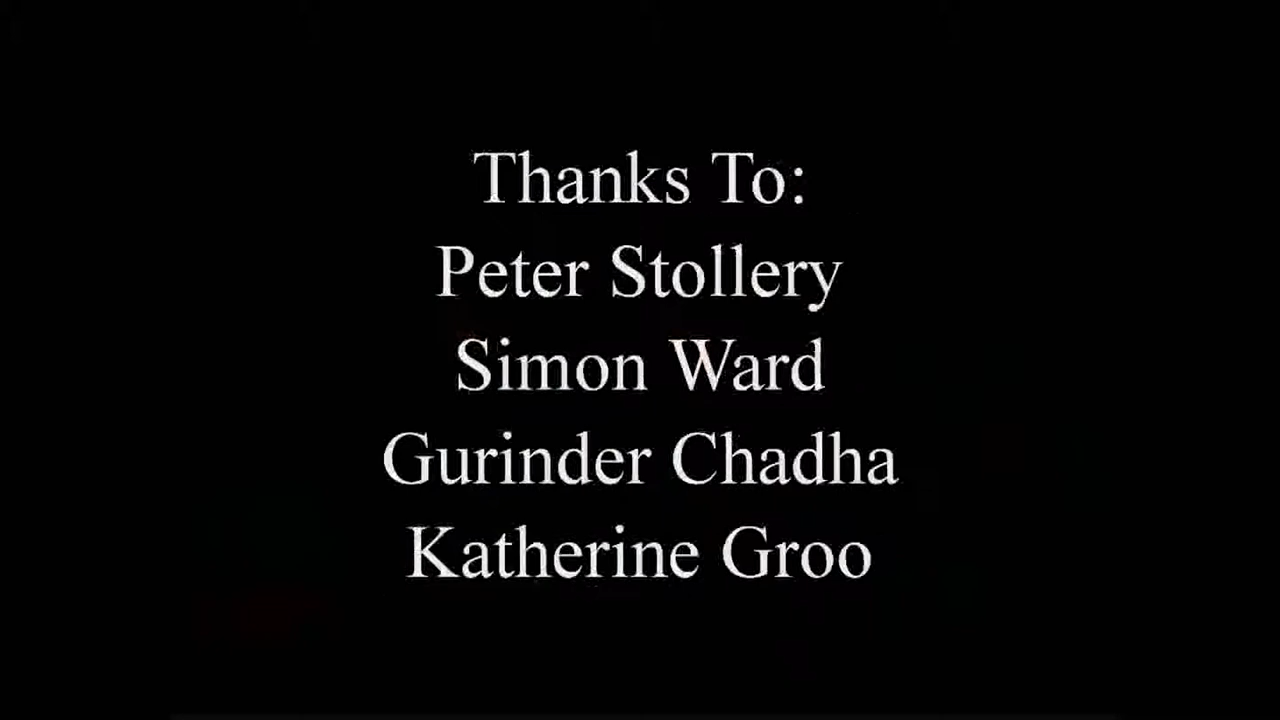 Thanks To:
Peter Stollery
Simon Ward
Gurinder Chadha
Katherine Groo